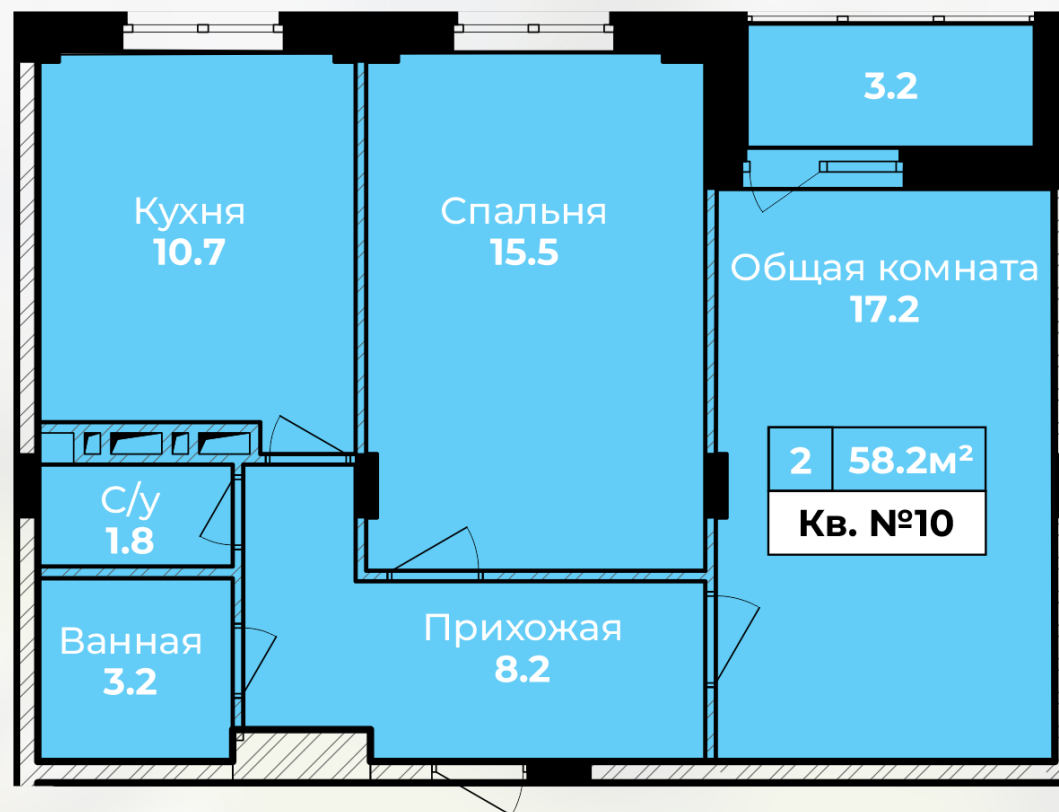 3.2
Кухня
10.7
Спальня
15.5
Общая комната
17.2
2 58.2м²
Кв. №10
С/у
1.8
Ванная
3.2
Прихожая
8.2